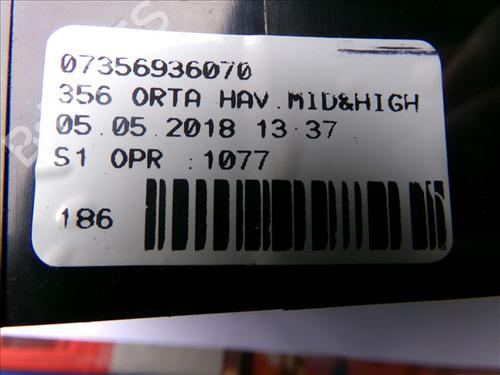 07356936070
356 ORTA HAV.MID&HIGH
05.05.2018 13:37
S1 OPR :1077
186